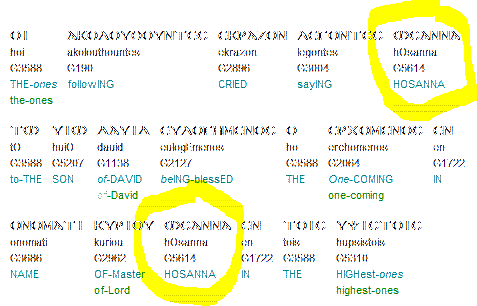 ΟΙ ΑΚΟΛΟΥΘΟΥΝΤΕϹ ΕΚΡΑΖΟΝ ΛΕΓΟΝΤΕϹ ΩϹΑΝΝΑ
hoi akolouthountes ekrazon legontes hOsanna
G3588 G190 G2896 G3004 G5614
THE-ones followING CRIED sayING HOSANNA
the-ones
ΤΩ ΥΙΩ ΔΑΥΙΔ ΕΥΛΟΓΗΜΕΝΟϹ Ο ΕΡΧΟΜΕΝΟϹ ΕΝ
tO huiO dauid eulogEmenos ho erchomenos en
G3588 G5207 G1138 G2127 G3588 G2064 G1722
to-THE SON of-DAVID beING-blessED THE One-COMING IN
of-David one-coming
ΟΝΟΜΑΤΙ ΚΥΡΙΟΥ ΩϹΑΝΝΑ ΕΝ ΤΟΙϹ ΥΨΙϹΤΟΙϹ
onomati kuriou hOsanna en tois hupsistois
G3686 G2962 G5614 G1722 G3588 G5310
NAME OF-Master HOSANNA IN THE HIGHest-ones
of-Lord highest-ones